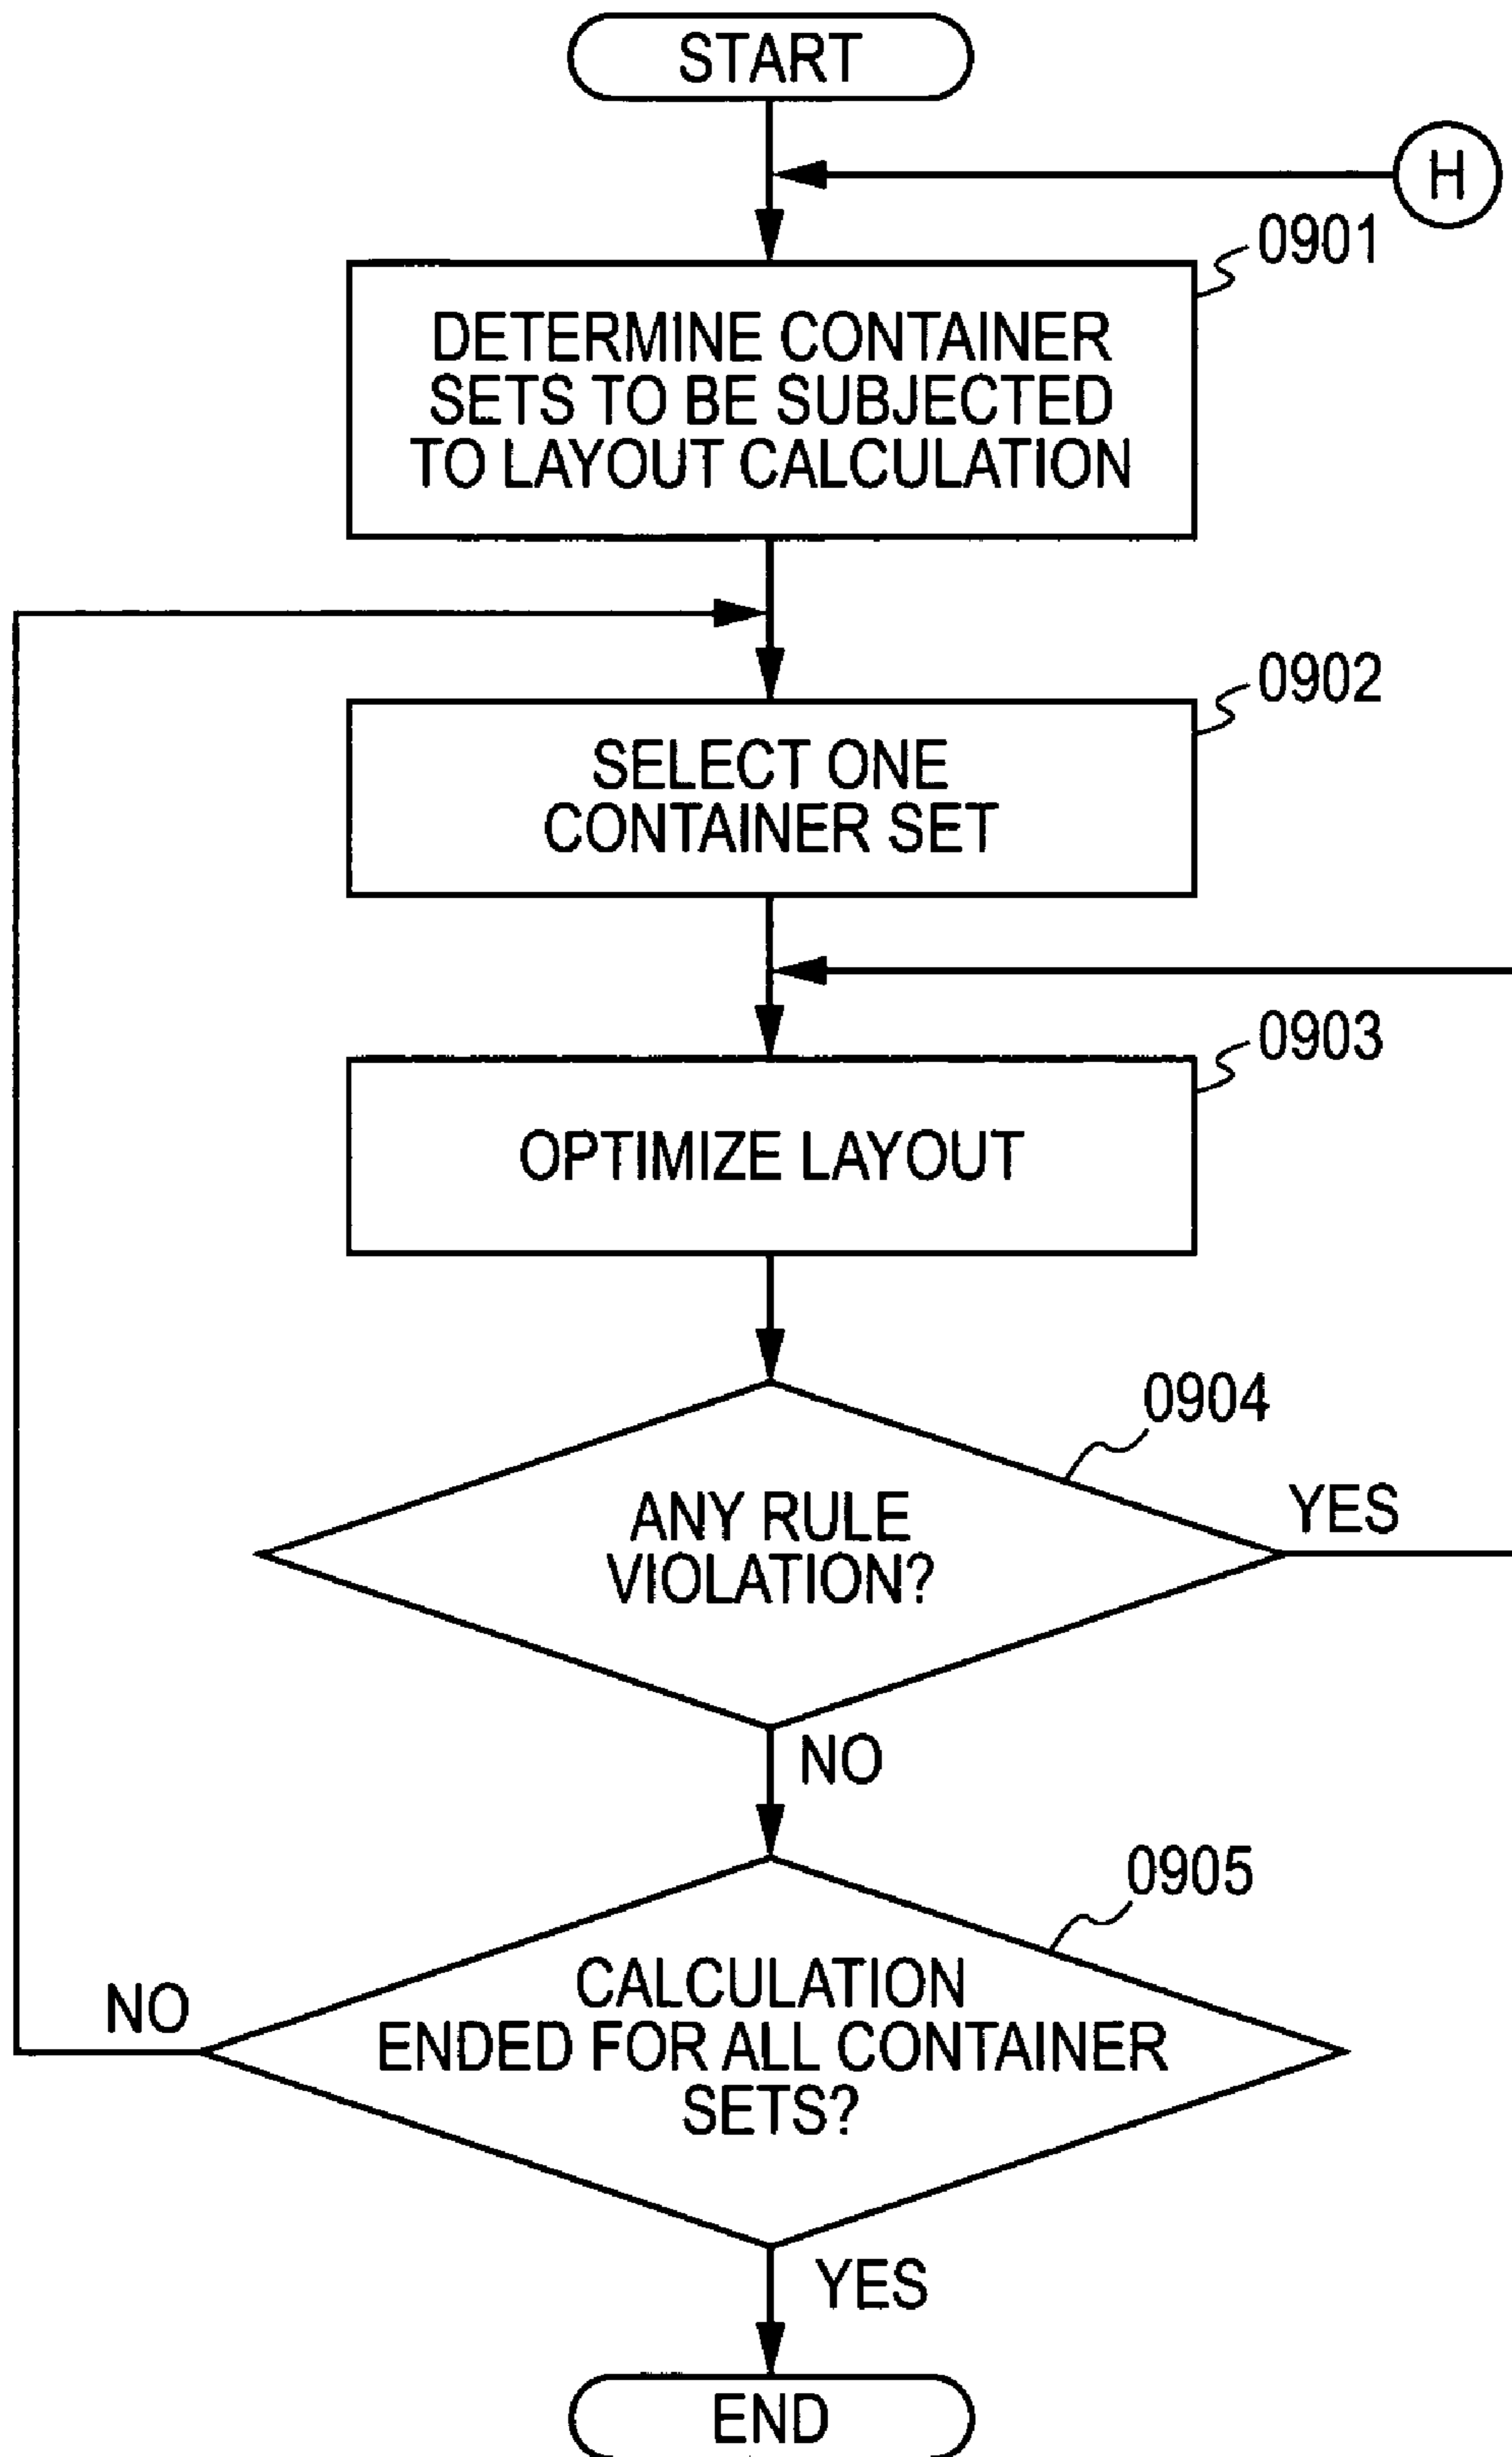 START
H
0901
DETERMINE CONTAINER
SETS TO BE SUBJECTED
TO LAYOUT CALCULATION
0902
SELECT ONE
CONTAINER SET
0903
OPTIMIZE LAYOUT
0904
ANY RULE
VIOLATION?
YES
NO
0905
CALCULATION
ENDED FOR ALL CONTAINER
SETS?
NO
YES
END